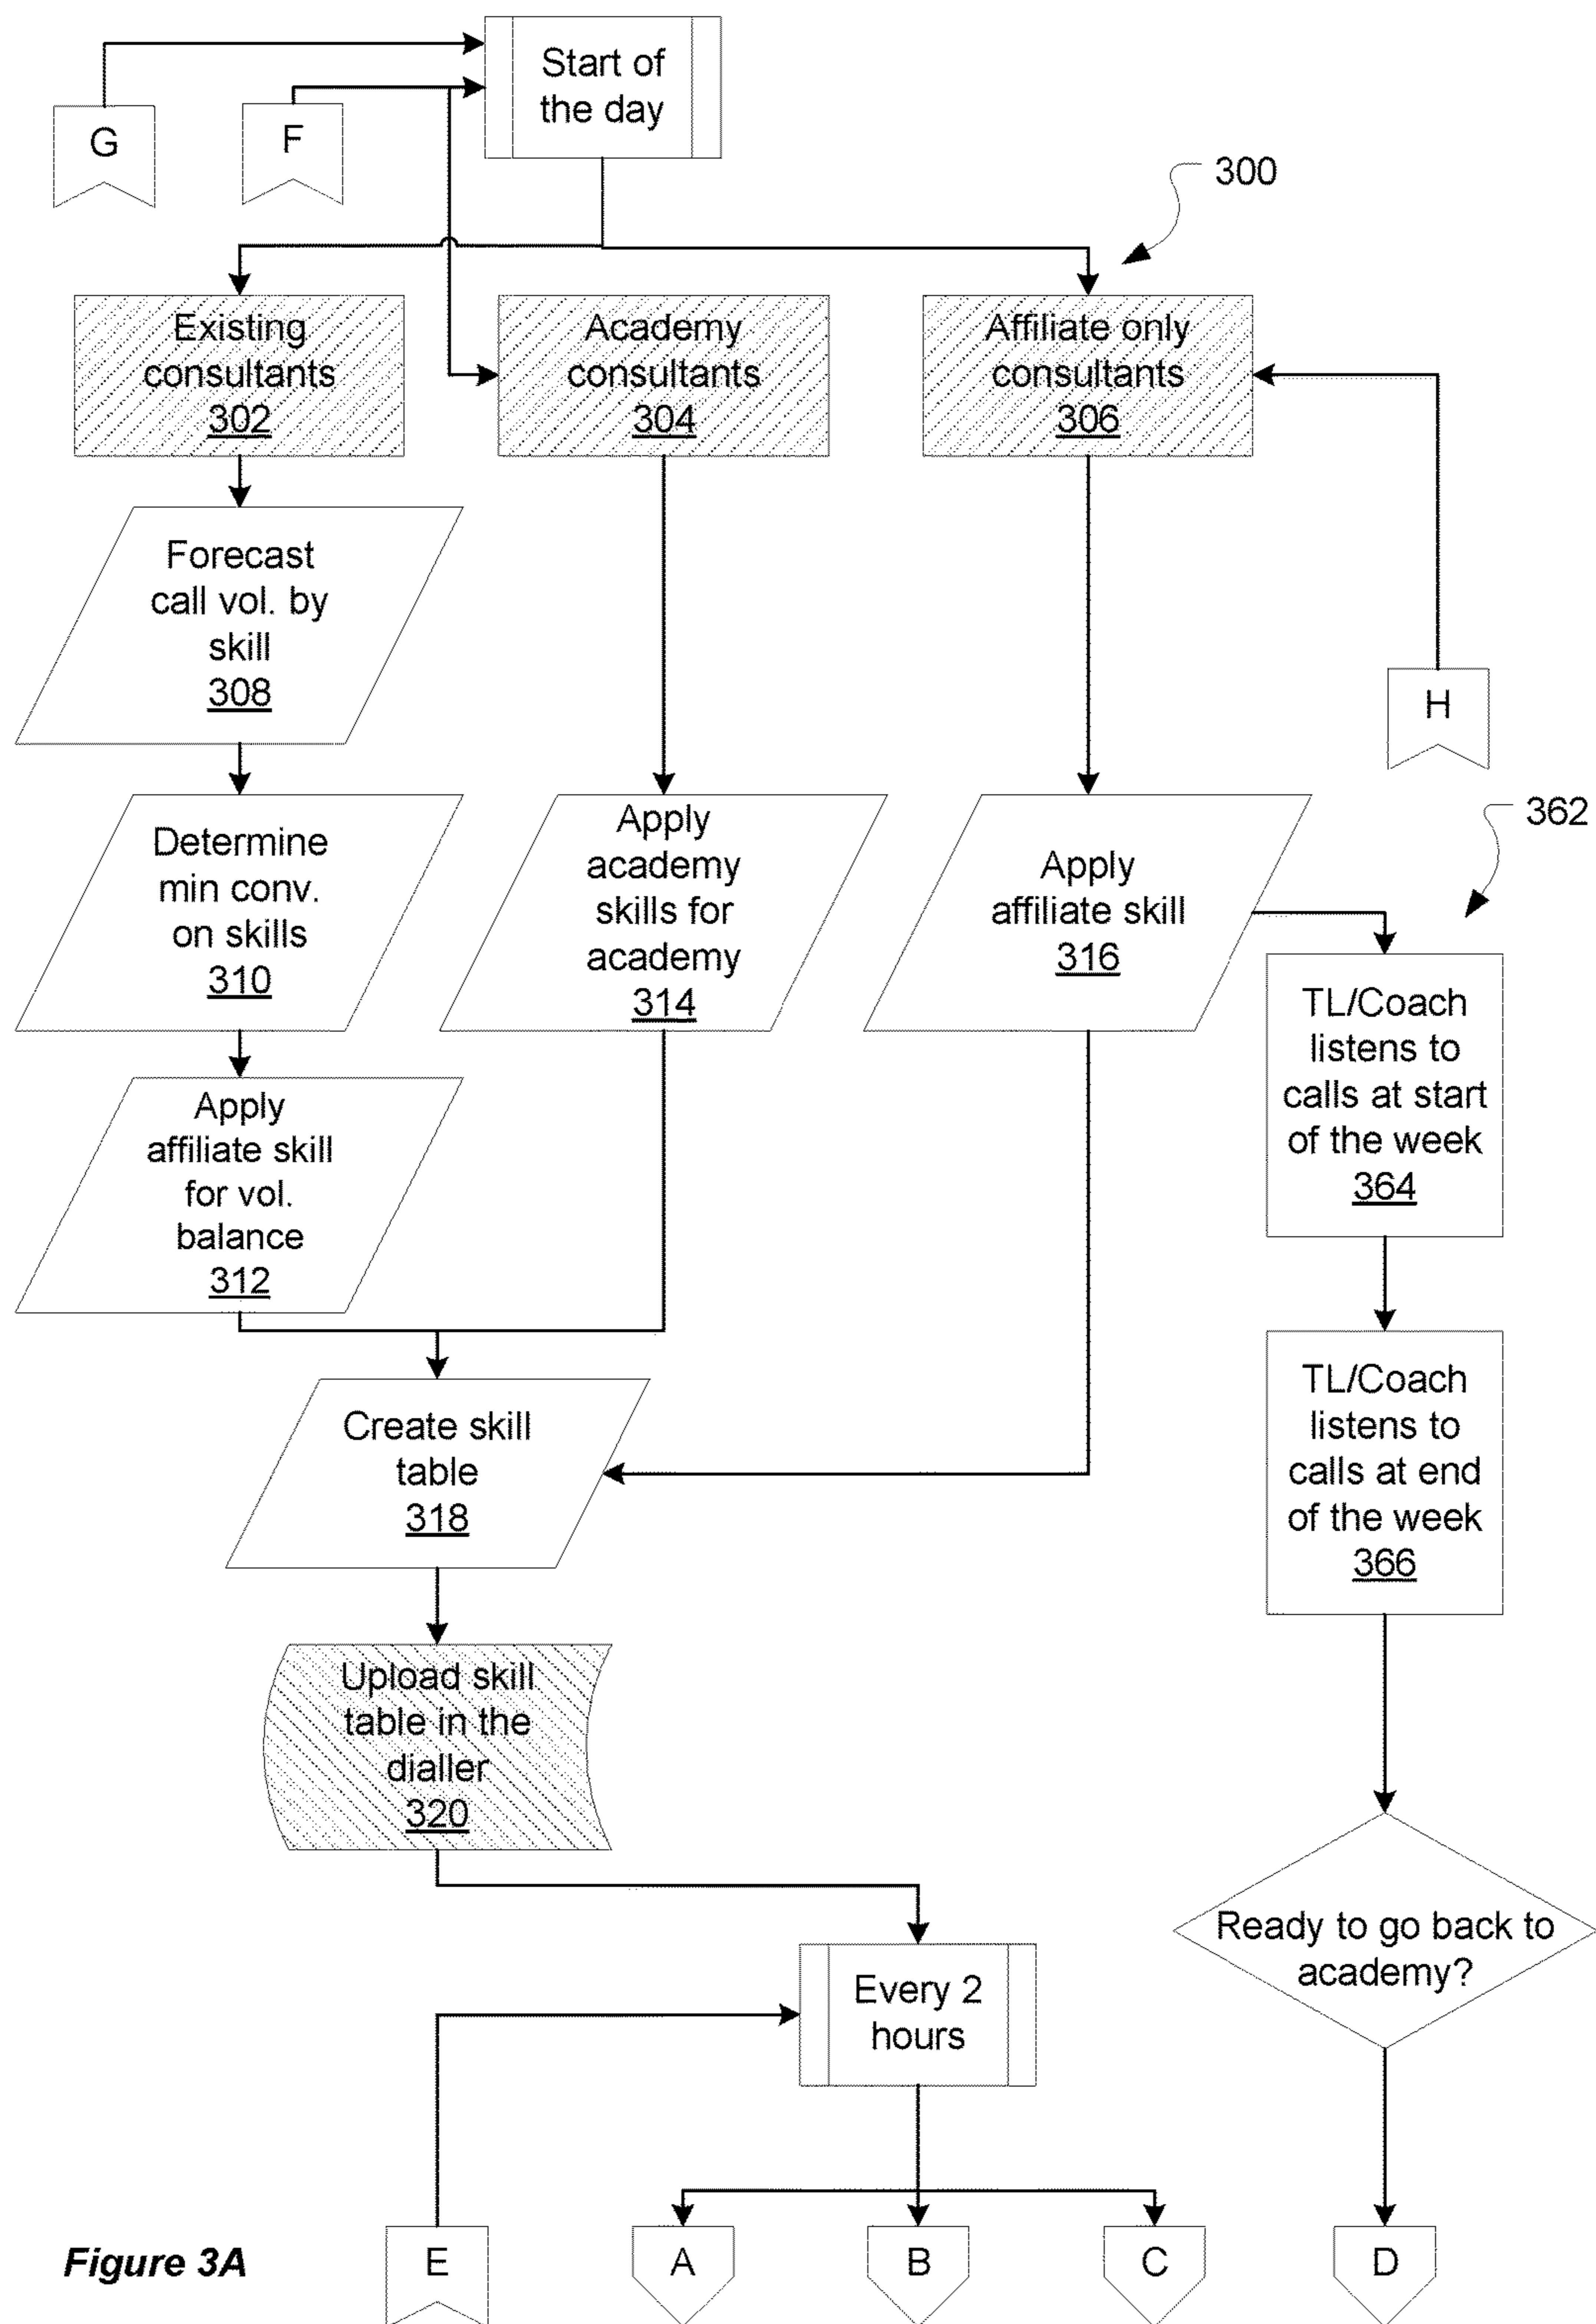 Start of
the day
G
F
300
Existing
consultants
302
Academy
consultants
304
Affiliate only
consultants
306
Forecast
call vol. by
skill
308
H
Determine
min conv.
on skills
310
Apply
academy
skills for
academy
314
Apply
affiliate skill
316
362
TL/Coach
listens to
calls at start
of the week
364
Apply
affiliate skill
for vol.
balance
312
TL/Coach
listens to
calls at end
of the week
366
Create skill
table
318
Upload skill
table in the
dialler
320
Ready to go back to
academy?
Every 2
hours
Figure 3A
E
A
B
C
D